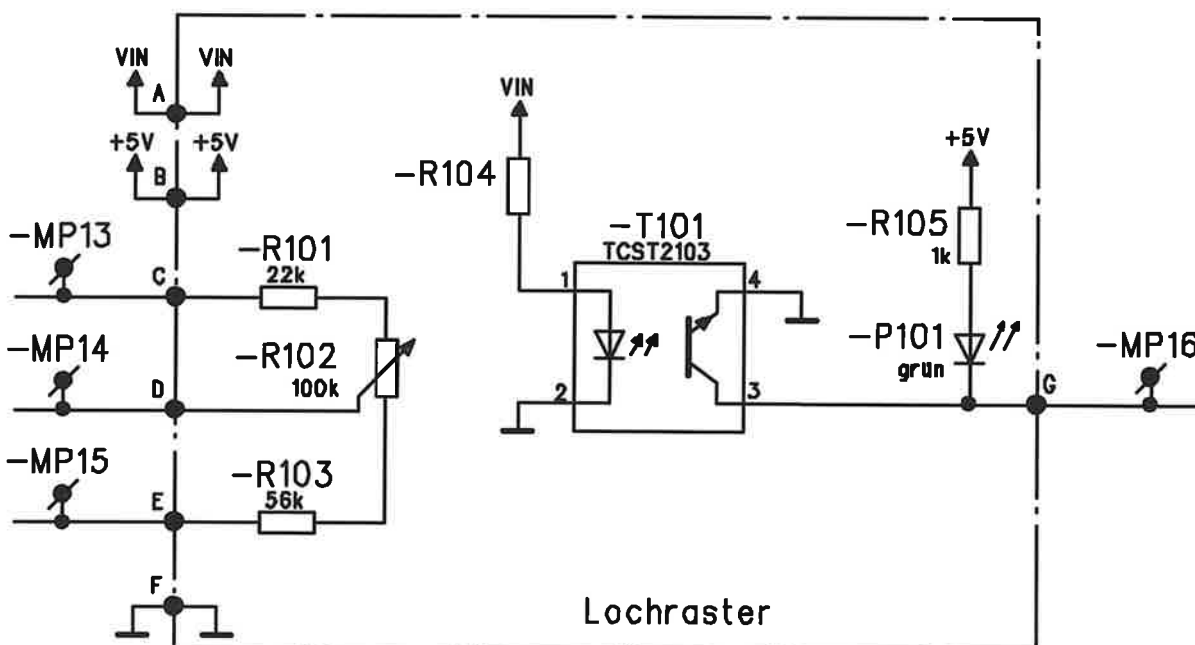 VIN VIN
A
+5V +5V
B
-MP13
C
-R101
22k
-MP14
D
-R102
100k
-MP15
E
-R103
56k
F
VIN
-R104
-T101
TCST2103
1
4
2
3
+5V
-R105
1k
-P101
grün
G
-MP16
Lochraster